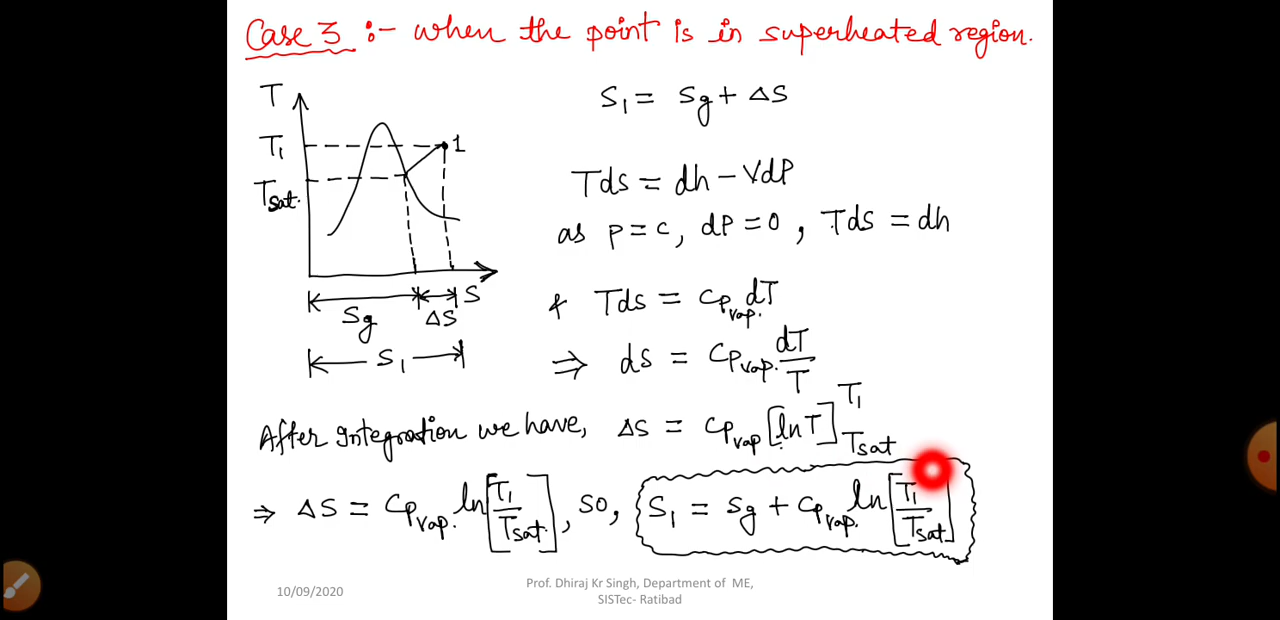 Case 3 :- when the point is in superheated region.
T
T₁
Tsat.
1
S
Sg
ΔS
S₁
S₁ = Sg + ΔS
Tds = dh - Vdp
as p = c, dp = 0, Tds = dh
& Tds = Cp vap. dT
⇒ ds = Cp vap. dT/T
After integration we have, ΔS = Cp vap [ln T] T₁ Tsat
⇒ ΔS = Cp vap. ln [T₁/Tsat.], so, S₁ = Sg + Cp vap. ln [T₁/Tsat]
10/09/2020
Prof. Dhiraj Kr Singh, Department of ME,
SISTec- Ratibad